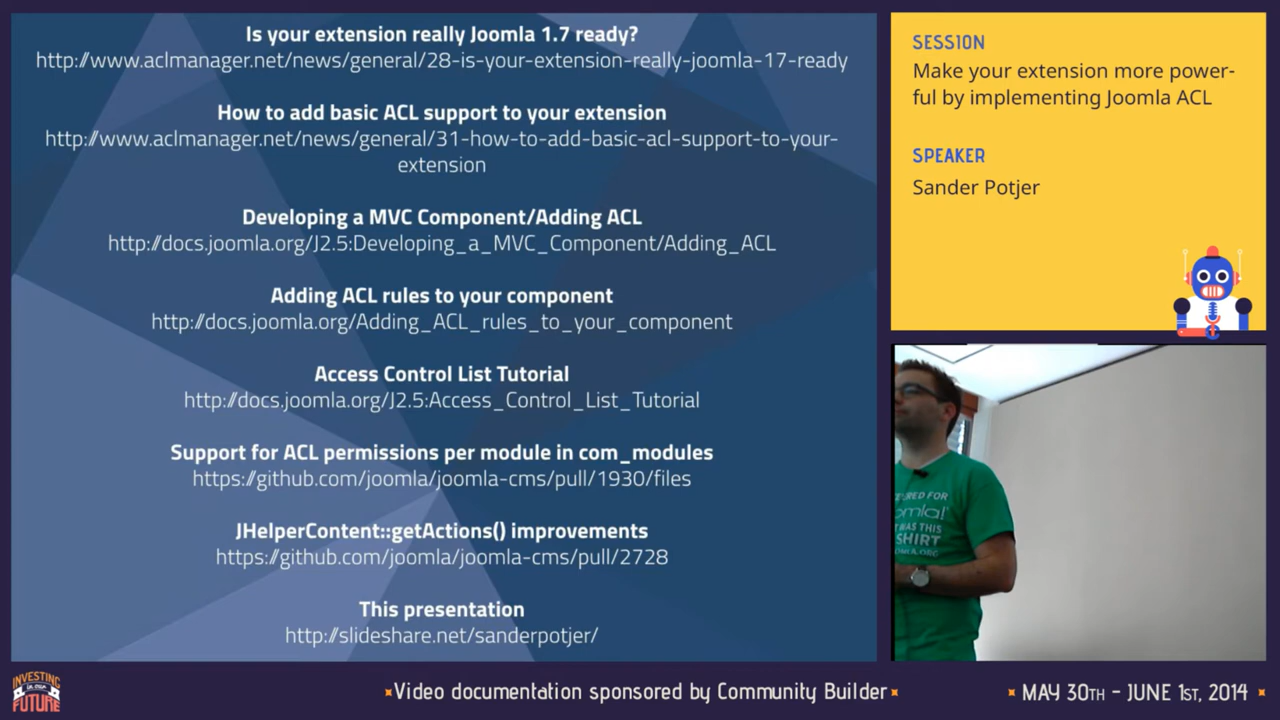 Is your extension really Joomla 1.7 ready?
http://www.aclmanager.net/news/general/28-is-your-extension-really-joomla-17-ready
How to add basic ACL support to your extension
http://www.aclmanager.net/news/general/31-how-to-add-basic-acl-support-to-your-
extension
Developing a MVC Component/Adding ACL
http://docs.joomla.org/J2.5:Developing_a_MVC_Component/Adding_ACL
Adding ACL rules to your component
http://docs.joomla.org/Adding_ACL_rules_to_your_component
Access Control List Tutorial
http://docs.joomla.org/J2.5:Access_Control_List_Tutorial
Support for ACL permissions per module in com_modules
https://github.com/joomla/joomla-cms/pull/1930/files
JHelperContent::getActions() improvements
https://github.com/joomla/joomla-cms/pull/2728
This presentation
http://slideshare.net/sanderpotjer/
SESSION
Make your extension more power-
ful by implementing Joomla ACL
SPEAKER
Sander Potjer
FOR
omla!
WAS THIS
SHIRT
INVESTING
IN OUR
FUTURE
Video documentation sponsored by Community Builder
MAY 30TH - JUNE 1ST, 2014